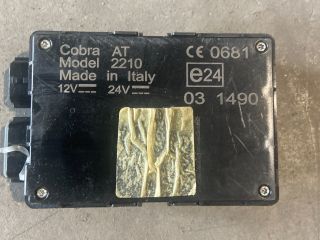 Cobra AT
Model 2210
Made in Italy
12V 24V
CE 0681
e24
03 1490